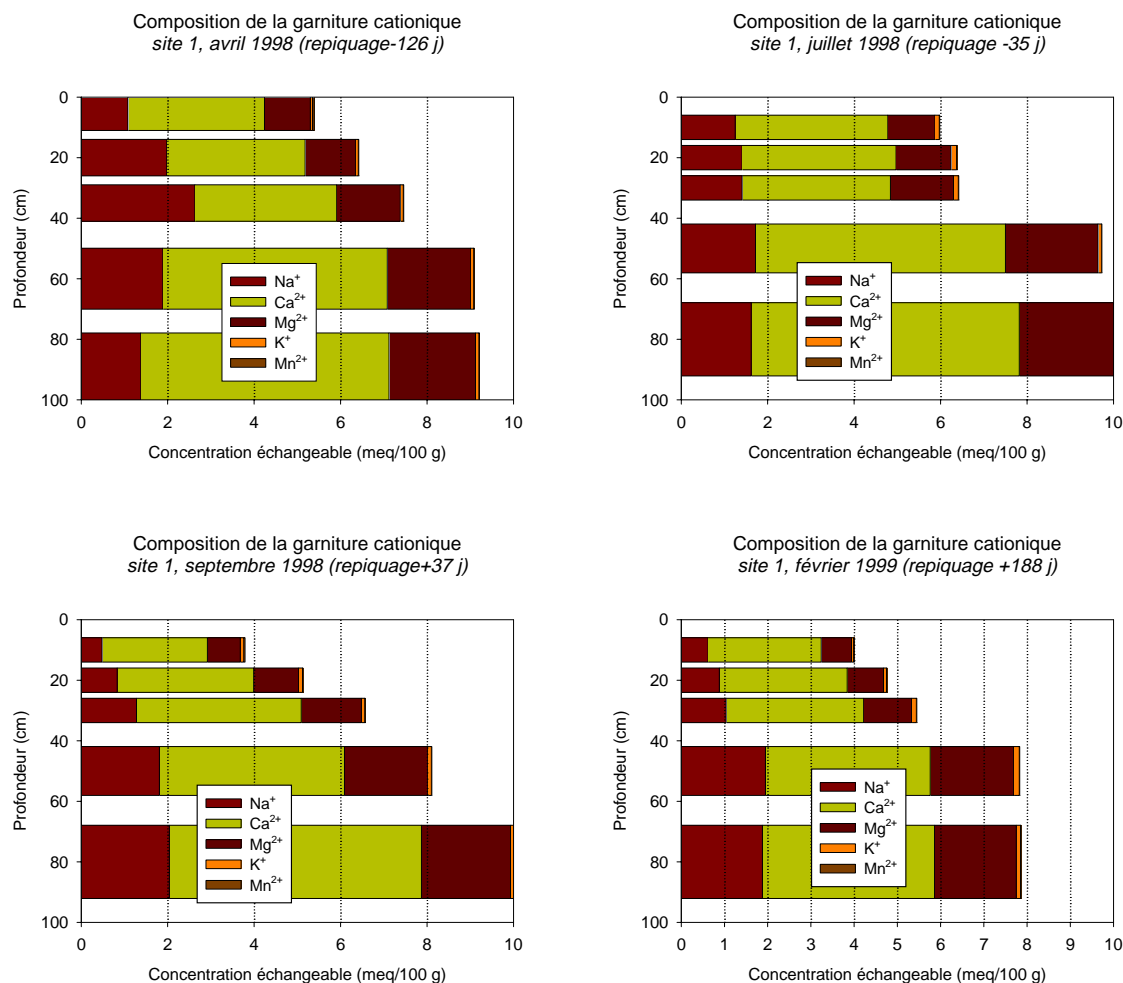 Composition de la garniture cationique
site 1, avril 1998 (repiquage-126 j)
0
20
40
60
80
100
Profondeur (cm)
Na+
Ca2+
Mg2+
K+
Mn2+
0 2 4 6 8 10
Concentration échangeable (meq/100 g)
Composition de la garniture cationique
site 1, juillet 1998 (repiquage -35 j)
0
20
40
60
80
100
Profondeur (cm)
Na+
Ca2+
Mg2+
K+
Mn2+
0 2 4 6 8 10
Concentration échangeable (meq/100 g)
Composition de la garniture cationique
site 1, septembre 1998 (repiquage+37 j)
0
20
40
60
80
100
Profondeur (cm)
Na+
Ca2+
Mg2+
K+
Mn2+
0 2 4 6 8 10
Concentration échangeable (meq/100 g)
Composition de la garniture cationique
site 1, février 1999 (repiquage +188 j)
0
20
40
60
80
100
Profondeur (cm)
Na+
Ca2+
Mg2+
K+
Mn2+
0 1 2 3 4 5 6 7 8 9 10
Concentration échangeable (meq/100 g)